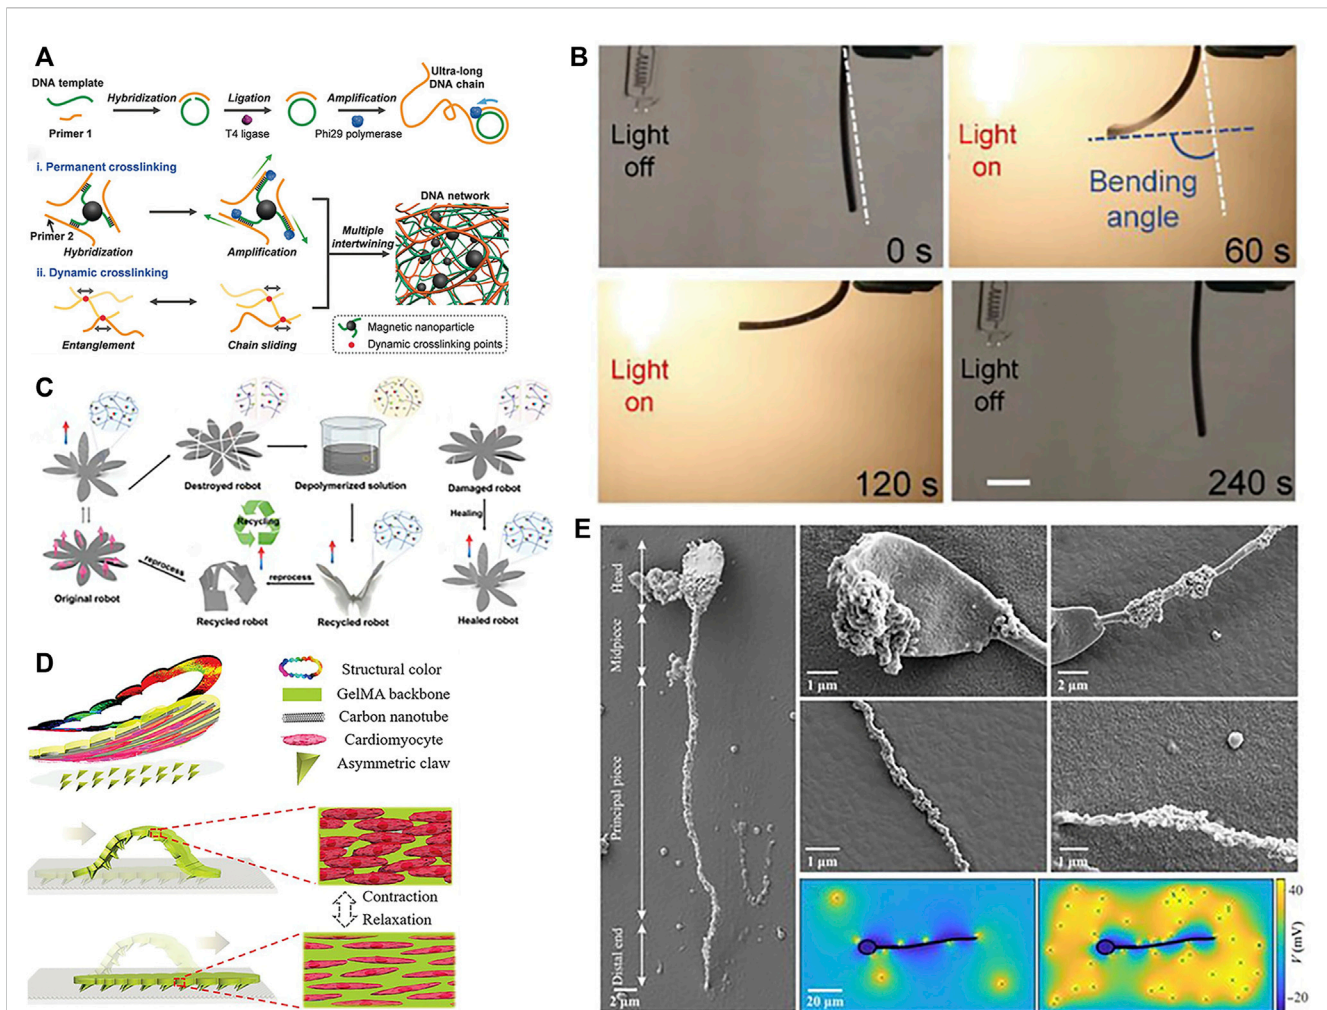 A
DNA template
Hybridization
Ligation
Amplification
Ultra-long
DNA chain
Primer 1
T4 ligase
Phi29 polymerase
i. Permanent crosslinking
Primer 2
Hybridization
Amplification
Multiple
intertwining
DNA network
ii. Dynamic crosslinking
Entanglement
Chain sliding
Magnetic nanoparticle
Dynamic crosslinking points
B
Light
off
0 s
Light
on
Bending
angle
60 s
Light
on
120 s
Light
off
240 s
C
Destroyed robot
Depolymerized solution
Damaged robot
Recycling
Healing
Original robot
reprocess
Recycled robot
reprocess
Recycled robot
Healed robot
D
Structural color
GelMA backbone
Carbon nanotube
Cardiomyocyte
Asymmetric claw
Contraction
Relaxation
E
Head
Midpiece
Principal piece
Distal end
2 µm
1 µm
2 µm
1 µm
1 µm
20 µm
40
V (mV)
−20